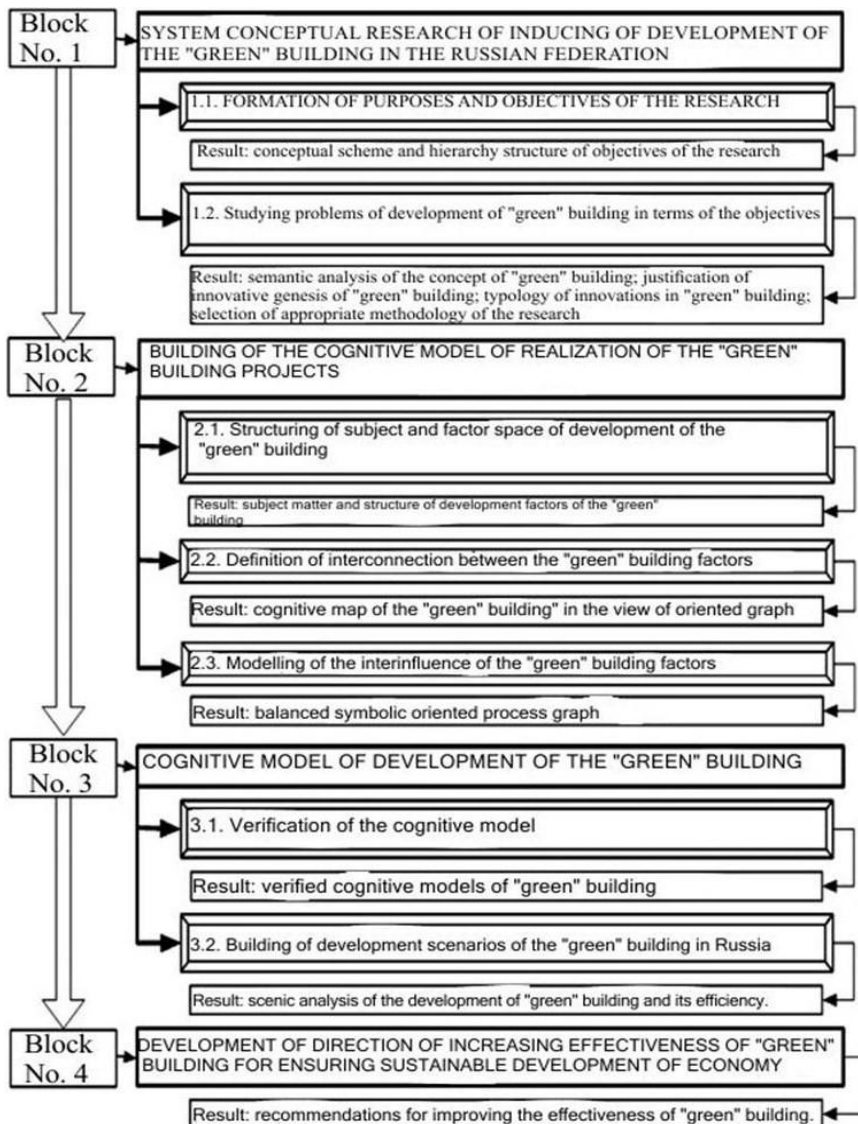 Block
No. 1
SYSTEM CONCEPTUAL RESEARCH OF INDUCING OF DEVELOPMENT OF
THE "GREEN" BUILDING IN THE RUSSIAN FEDERATION
1.1. FORMATION OF PURPOSES AND OBJECTIVES OF THE RESEARCH
Result: conceptual scheme and hierarchy structure of objectives of the research
1.2. Studying problems of development of "green" building in terms of the objectives
Result: semantic analysis of the concept of "green" building; justification of
innovative genesis of "green" building; typology of innovations in "green" building;
selection of appropriate methodology of the research
Block
No. 2
BUILDING OF THE COGNITIVE MODEL OF REALIZATION OF THE "GREEN"
BUILDING PROJECTS
2.1. Structuring of subject and factor space of development of the
"green" building
Result: subject matter and structure of development factors of the "green"
building
2.2. Definition of interconnection between the "green" building factors
Result: cognitive map of the "green" building" in the view of oriented graph
2.3. Modelling of the interinfluence of the "green" building factors
Result: balanced symbolic oriented process graph
Block
No. 3
COGNITIVE MODEL OF DEVELOPMENT OF THE "GREEN" BUILDING
3.1. Verification of the cognitive model
Result: verified cognitive models of "green" building
3.2. Building of development scenarios of the "green" building in Russia
Result: scenic analysis of the development of "green" building and its efficiency.
Block
No. 4
DEVELOPMENT OF DIRECTION OF INCREASING EFFECTIVENESS OF "GREEN"
BUILDING FOR ENSURING SUSTAINABLE DEVELOPMENT OF ECONOMY
Result: recommendations for improving the effectiveness of "green" building.